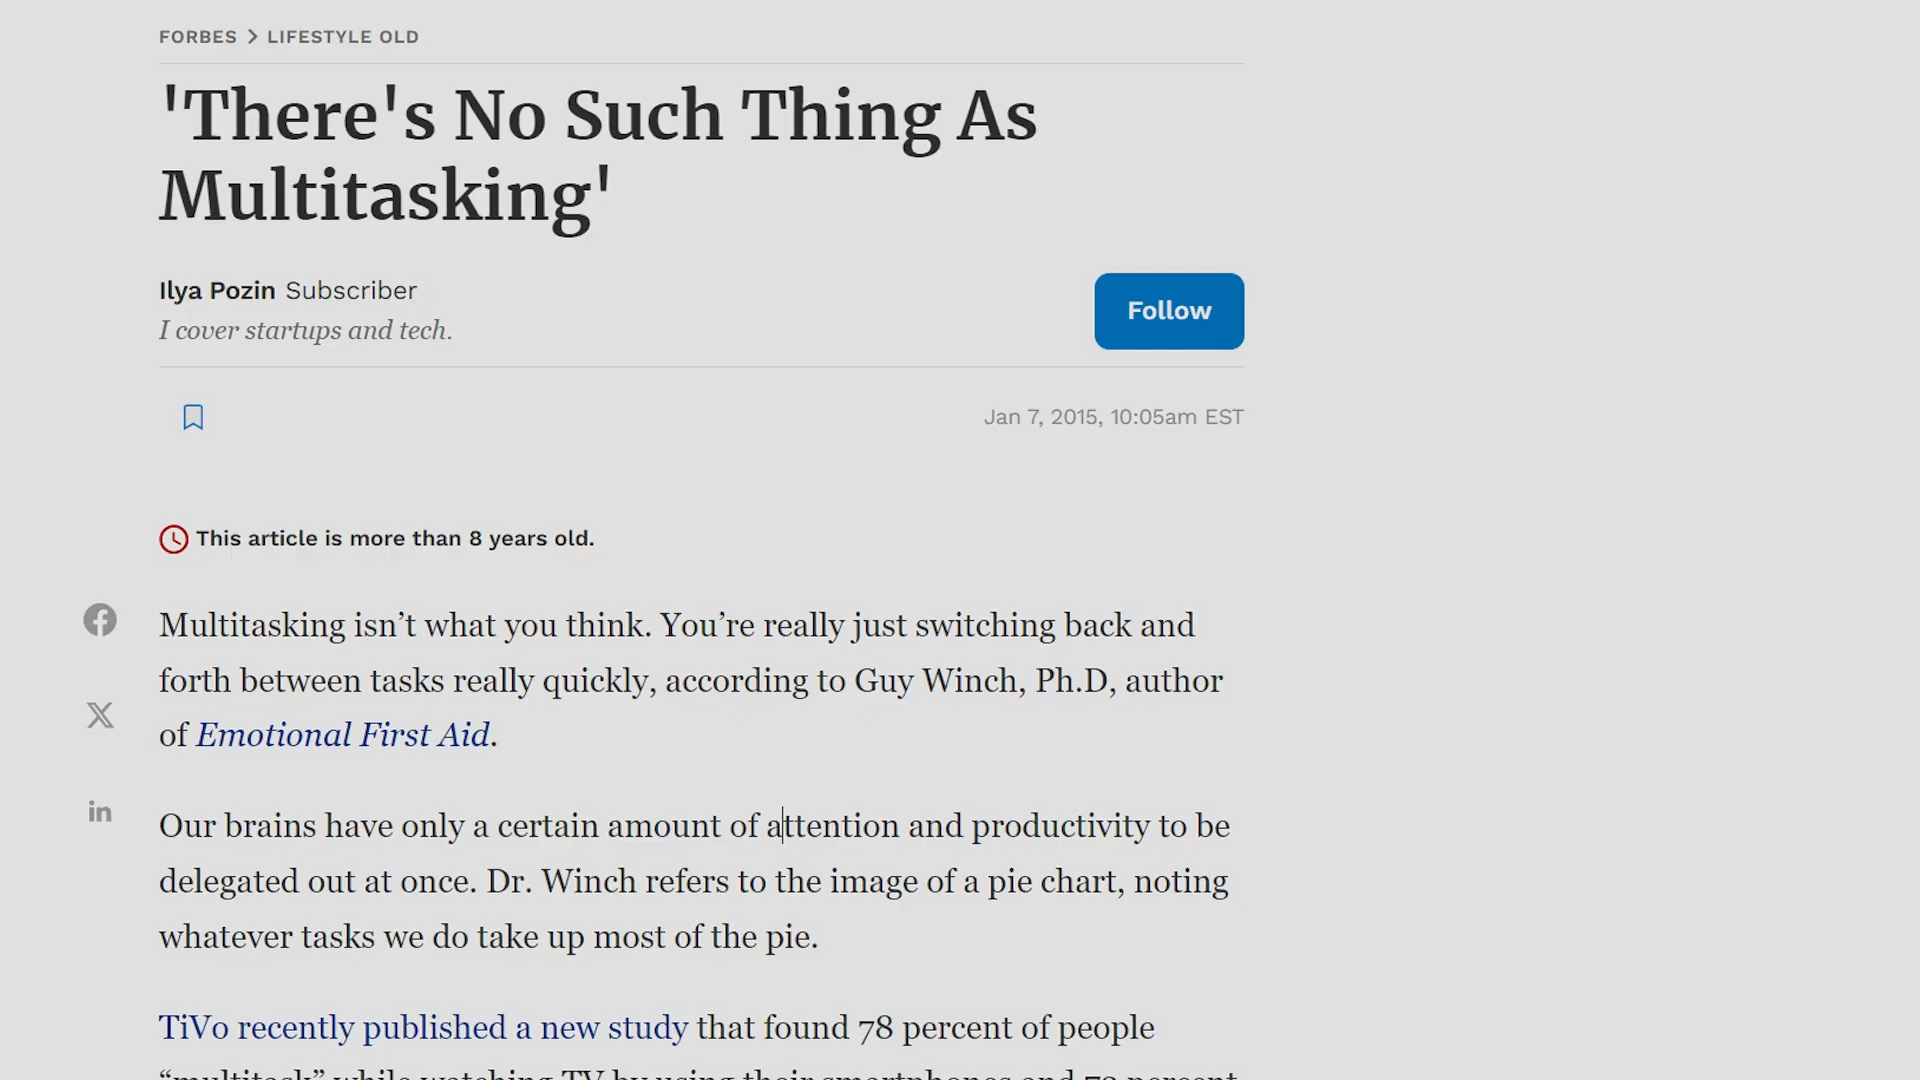 FORBES > LIFESTYLE OLD
'There's No Such Thing As
Multitasking'
Ilya Pozin Subscriber
I cover startups and tech.
Follow
Jan 7, 2015, 10:05am EST
This article is more than 8 years old.
Multitasking isn’t what you think. You’re really just switching back and
forth between tasks really quickly, according to Guy Winch, Ph.D, author
of Emotional First Aid.
Our brains have only a certain amount of attention and productivity to be
delegated out at once. Dr. Winch refers to the image of a pie chart, noting
whatever tasks we do take up most of the pie.
TiVo recently published a new study that found 78 percent of people
“multitask” while watching TV by using their smartphones and 73 percent